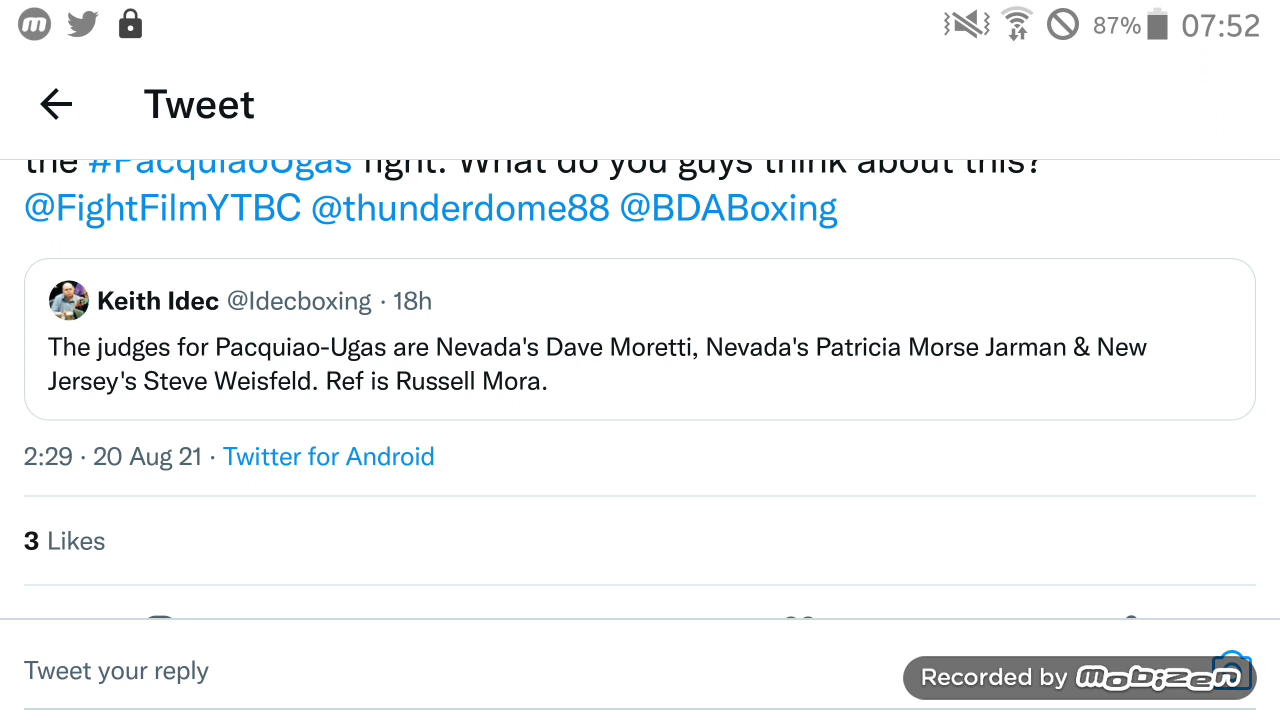 87% 07:52
Tweet
the #PacquiaoUgas fight. What do you guys think about this?
@FightFilmYTBC @thunderdome88 @BDABoxing
Keith Idec @Idecboxing · 18h
The judges for Pacquiao-Ugas are Nevada's Dave Moretti, Nevada's Patricia Morse Jarman & New
Jersey's Steve Weisfeld. Ref is Russell Mora.
2:29 · 20 Aug 21 · Twitter for Android
3 Likes
Tweet your reply
Recorded by mobizen